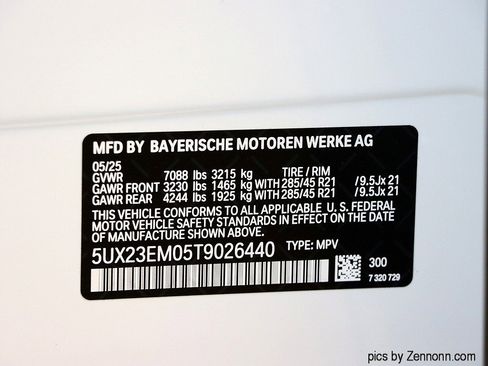 MFD BY BAYERISCHE MOTOREN WERKE AG
05/25
GVWR 7088 lbs 3215 kg TIRE / RIM
GAWR FRONT 3230 lbs 1465 kg WITH 285/45 R21 /9.5Jx 21
GAWR REAR 4244 lbs 1925 kg WITH 285/45 R21 /9.5Jx 21
THIS VEHICLE CONFORMS TO ALL APPLICABLE U. S. FEDERAL
MOTOR VEHICLE SAFETY STANDARDS IN EFFECT ON THE DATE
OF MANUFACTURE SHOWN ABOVE.
5UX23EM05T9026440 TYPE: MPV
300
7 320 729
pics by Zennonn.com